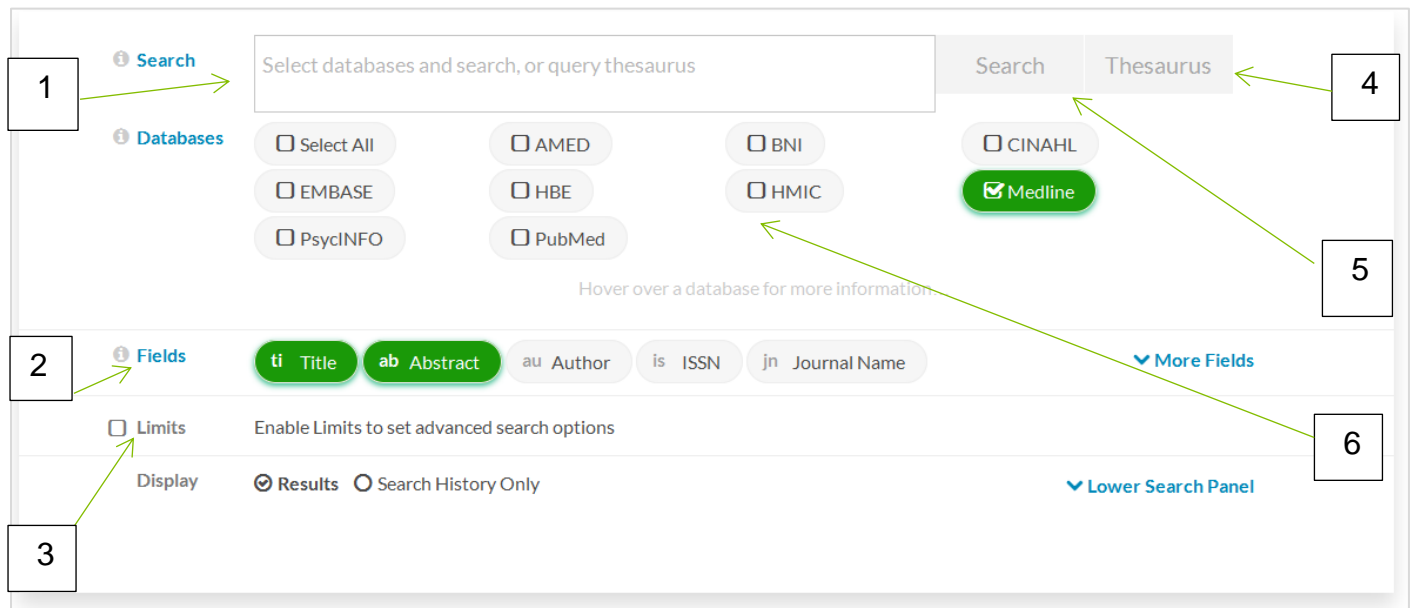 Search Select databases and search, or query thesaurus Search Thesaurus
1
4
Databases Select All AMED BNI CINAHL
EMBASE HBE HMIC Medline
PsycINFO PubMed
5
Hover over a database for more information...
2
Fields ti Title ab Abstract au Author is ISSN jn Journal Name More Fields
Limits Enable Limits to set advanced search options
6
Display Results Search History Only Lower Search Panel
3